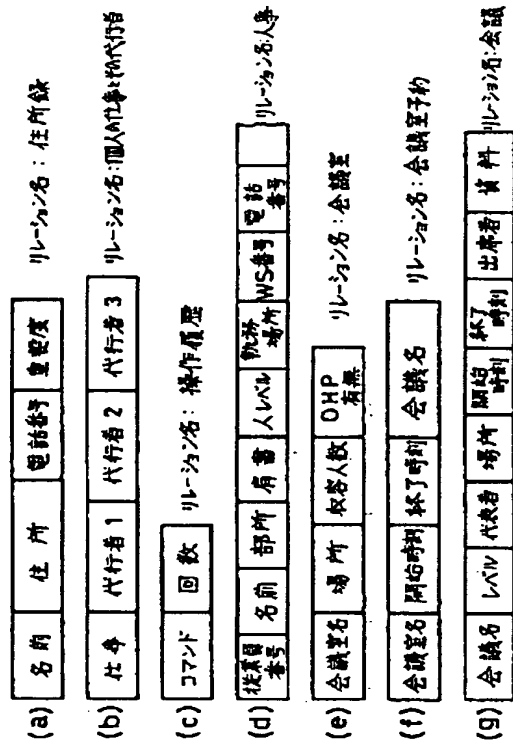 (a) 名前 住所 電話番号 重要度 リレーション名：住所録
(b) 仕事 代行者1 代行者2 代行者3 リレーション名：個人の仕事とその代行者
(c) コマンド 回数 リレーション名：操作履歴
(d) 従業員番号 名前 部所 肩書 人レベル 執務場所 WS番号 電話番号 リレーション名：人事
(e) 会議室名 場所 収容人数 OHP有無 リレーション名：会議室
(f) 会議室名 開始時刻 終了時刻 会議名 リレーション名：会議室予約
(g) 会議名 レベル 代表者 場所 開始時刻 終了時刻 出席者 資料 リレーション名：会議